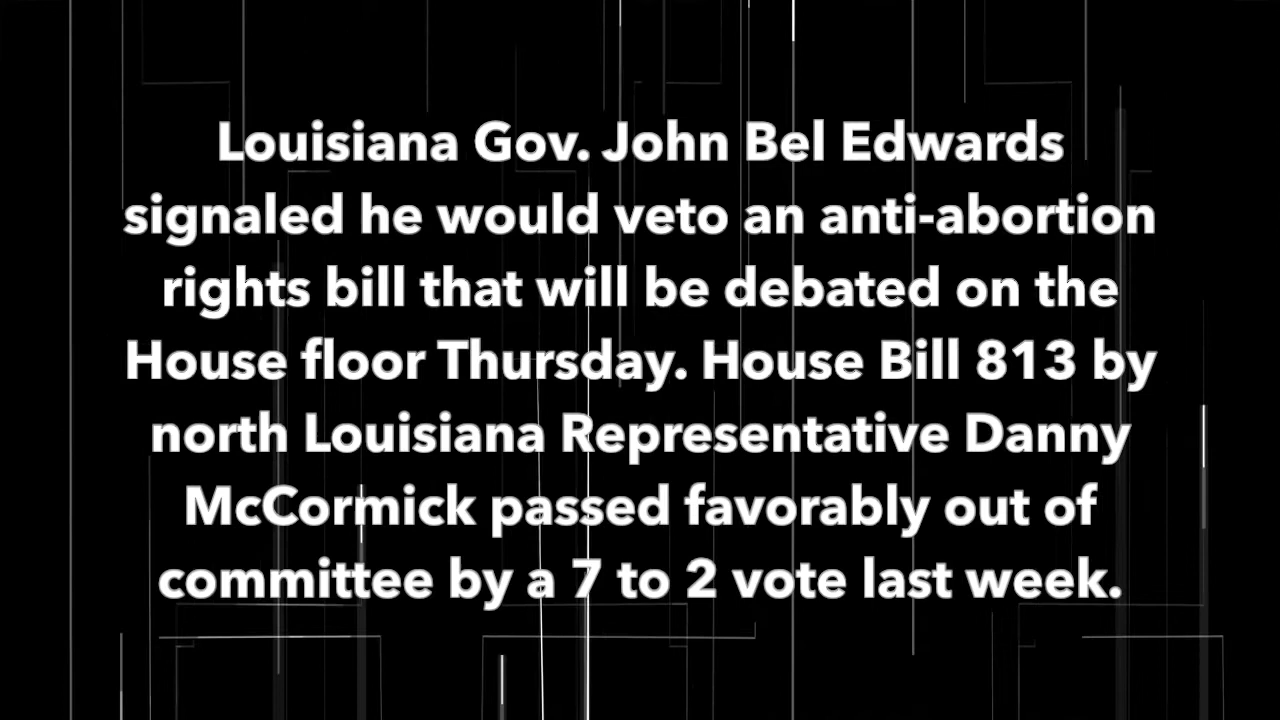 Louisiana Gov. John Bel Edwards
signaled he would veto an anti-abortion
rights bill that will be debated on the
House floor Thursday. House Bill 813 by
north Louisiana Representative Danny
McCormick passed favorably out of
committee by a 7 to 2 vote last week.